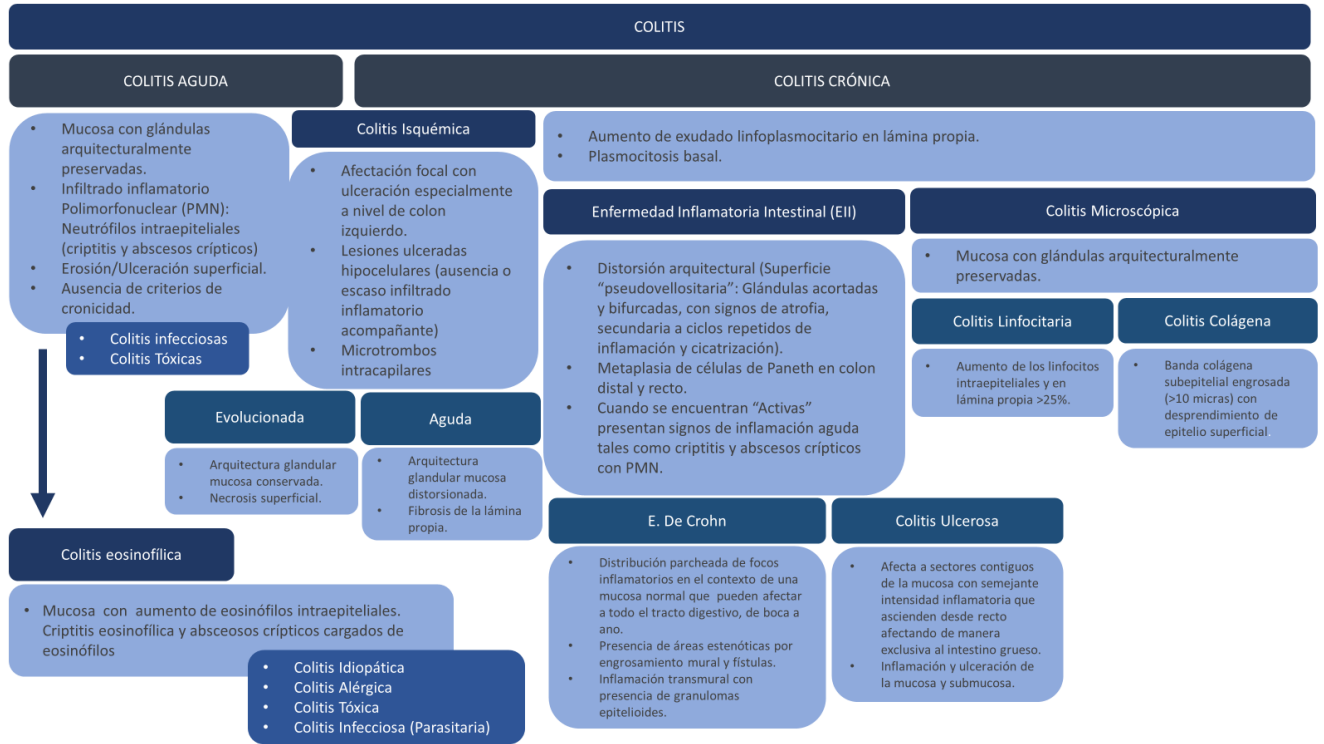 COLITIS
COLITIS AGUDA
COLITIS CRÓNICA
• Mucosa con glándulas
arquitecturalmente
preservadas.
• Infiltrado inflamatorio
Polimorfonuclear (PMN):
Neutrófilos intraepiteliales
(criptitis y abscesos crípticos)
• Erosión/Ulceración superficial.
• Ausencia de criterios de
cronicidad.
• Colitis infecciosas
• Colitis Tóxicas
Colitis Isquémica
• Afectación focal con
ulceración especialmente
a nivel de colon
izquierdo.
• Lesiones ulceradas
hipocelulares (ausencia o
escaso infiltrado
inflamatorio
acompañante)
• Microtrombos
intracapilares
Evolucionada
• Arquitectura glandular
mucosa conservada.
• Necrosis superficial.
Aguda
• Arquitectura
glandular mucosa
distorsionada.
• Fibrosis de la lámina
propia.
Colitis eosinofílica
• Mucosa con aumento de eosinófilos intraepiteliales.
Criptitis eosinofílica y absceosos crípticos cargados de
eosinófilos
• Colitis Idiopática
• Colitis Alérgica
• Colitis Tóxica
• Colitis Infecciosa (Parasitaria)
• Aumento de exudado linfoplasmocitario en lámina propia.
• Plasmocitosis basal.
Enfermedad Inflamatoria Intestinal (EII)
• Distorsión arquitectural (Superficie
“pseudovellositaria”: Glándulas acortadas
y bifurcadas, con signos de atrofia,
secundaria a ciclos repetidos de
inflamación y cicatrización).
• Metaplasia de células de Paneth en colon
distal y recto.
• Cuando se encuentran “Activas”
presentan signos de inflamación aguda
tales como criptitis y abscesos crípticos
con PMN.
E. De Crohn
• Distribución parcheada de focos
inflamatorios en el contexto de una
mucosa normal que pueden afectar
a todo el tracto digestivo, de boca a
ano.
• Presencia de áreas estenóticas por
engrosamiento mural y fístulas.
• Inflamación transmural con
presencia de granulomas
epitelioides.
Colitis Ulcerosa
• Afecta a sectores contiguos
de la mucosa con semejante
intensidad inflamatoria que
ascienden desde recto
afectando de manera
exclusiva al intestino grueso.
• Inflamación y ulceración de
la mucosa y submucosa.
Colitis Microscópica
• Mucosa con glándulas arquitecturalmente
preservadas.
Colitis Linfocitaria
• Aumento de los linfocitos
intraepiteliales y en
lámina propia >25%.
Colitis Colágena
• Banda colágena
subepitelial engrosada
(>10 micras) con
desprendimiento de
epitelio superficial.